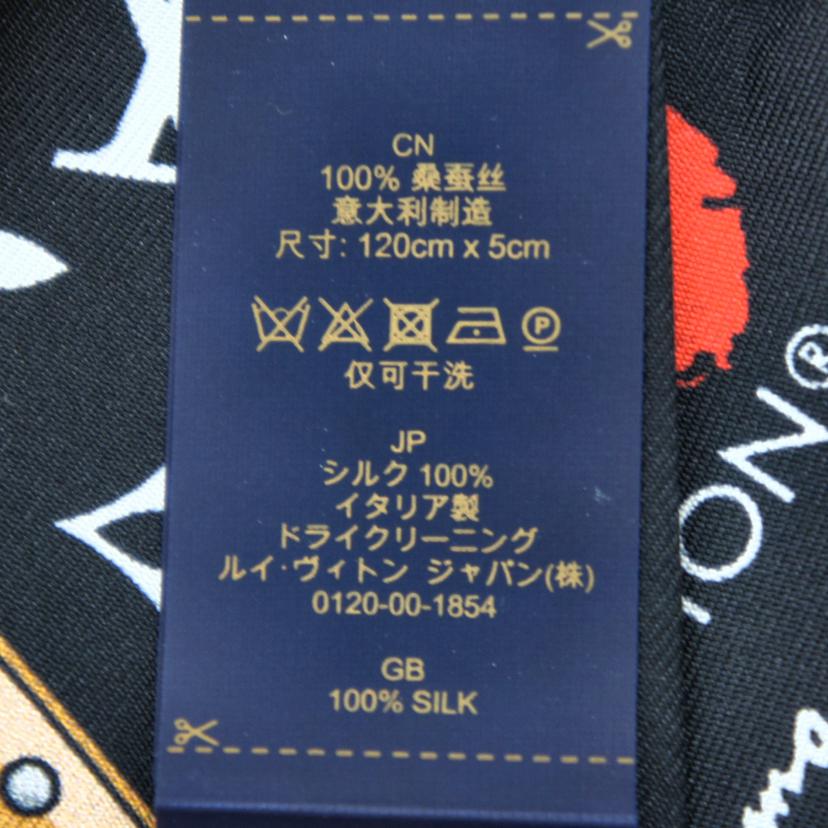 CN
100% 桑蚕丝
意大利制造
尺寸: 120cm x 5cm
P
仅可干洗
JP
シルク 100%
イタリア製
ドライクリーニング
ルイ·ヴィトン ジャパン(株)
0120-00-1854
GB
100% SILK
ON®